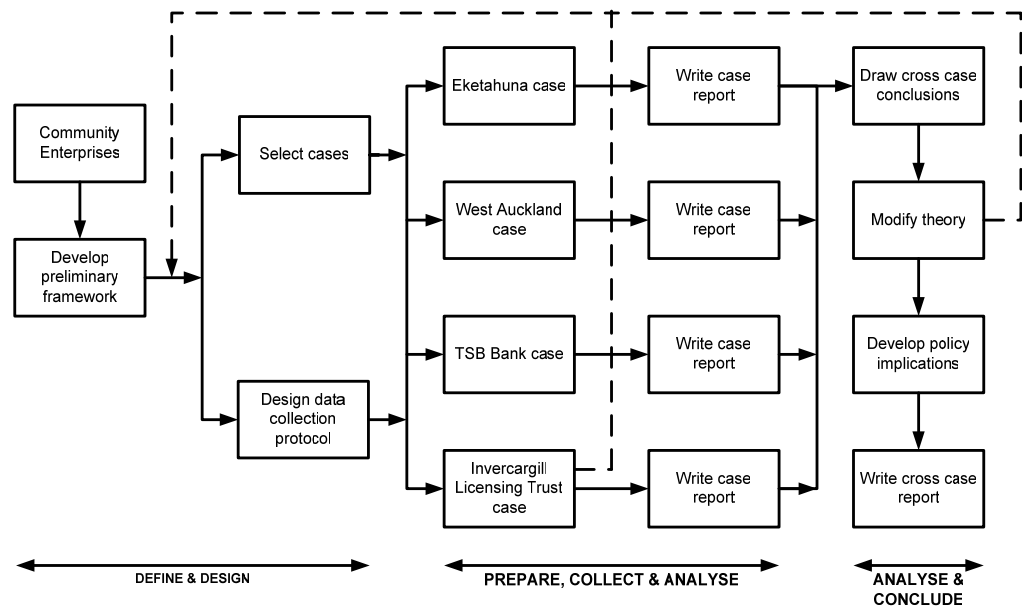 Community
Enterprises
Develop
preliminary
framework
Select cases
Design data
collection
protocol
Eketahuna case
West Auckland
case
TSB Bank case
Invercargill
Licensing Trust
case
Write case
report
Write case
report
Write case
report
Write case
report
Draw cross case
conclusions
Modify theory
Develop policy
implications
Write cross case
report
DEFINE & DESIGN
PREPARE, COLLECT & ANALYSE
ANALYSE &
CONCLUDE